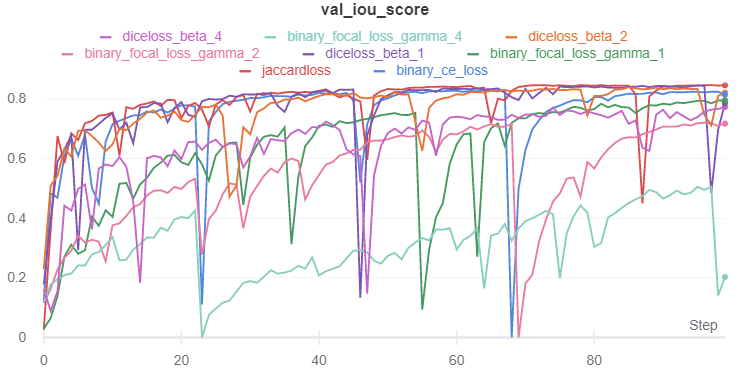 val_iou_score
diceloss_beta_4 binary_focal_loss_gamma_4 diceloss_beta_2
binary_focal_loss_gamma_2 diceloss_beta_1 binary_focal_loss_gamma_1
jaccardloss binary_ce_loss
0.8
0.6
0.4
0.2
Step
0
0 20 40 60 80